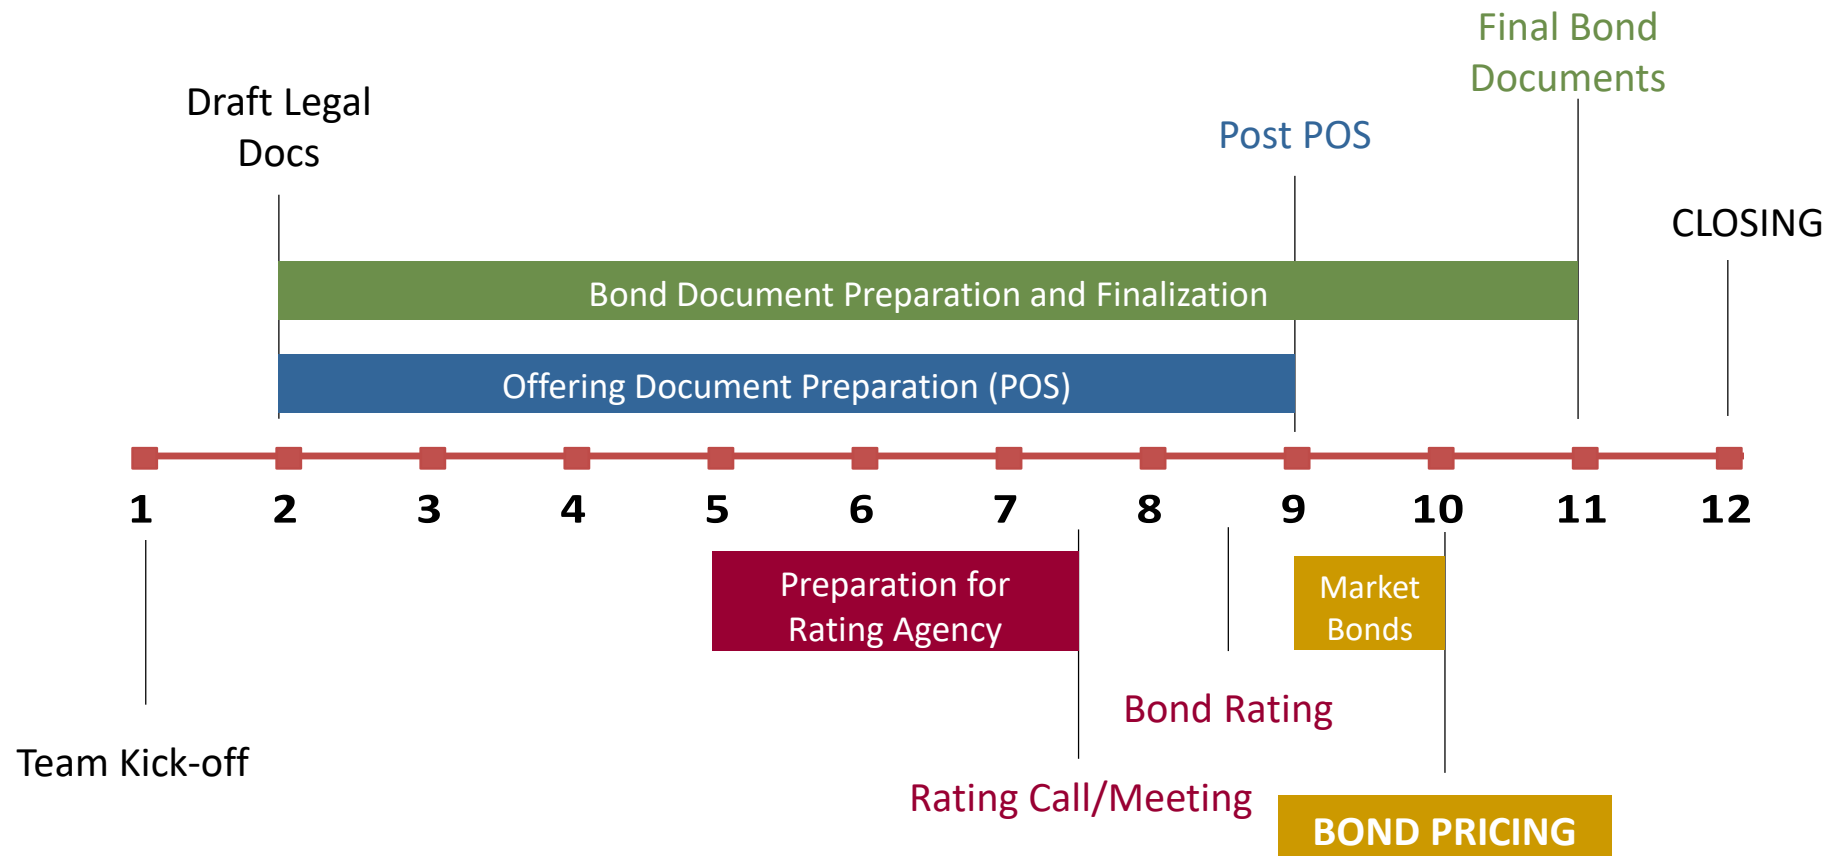 Final Bond
Documents
Draft Legal
Docs
Post POS
CLOSING
Bond Document Preparation and Finalization
Offering Document Preparation (POS)
1 2 3 4 5 6 7 8 9 10 11 12
Preparation for
Rating Agency
Market
Bonds
Bond Rating
Team Kick-off
Rating Call/Meeting
BOND PRICING